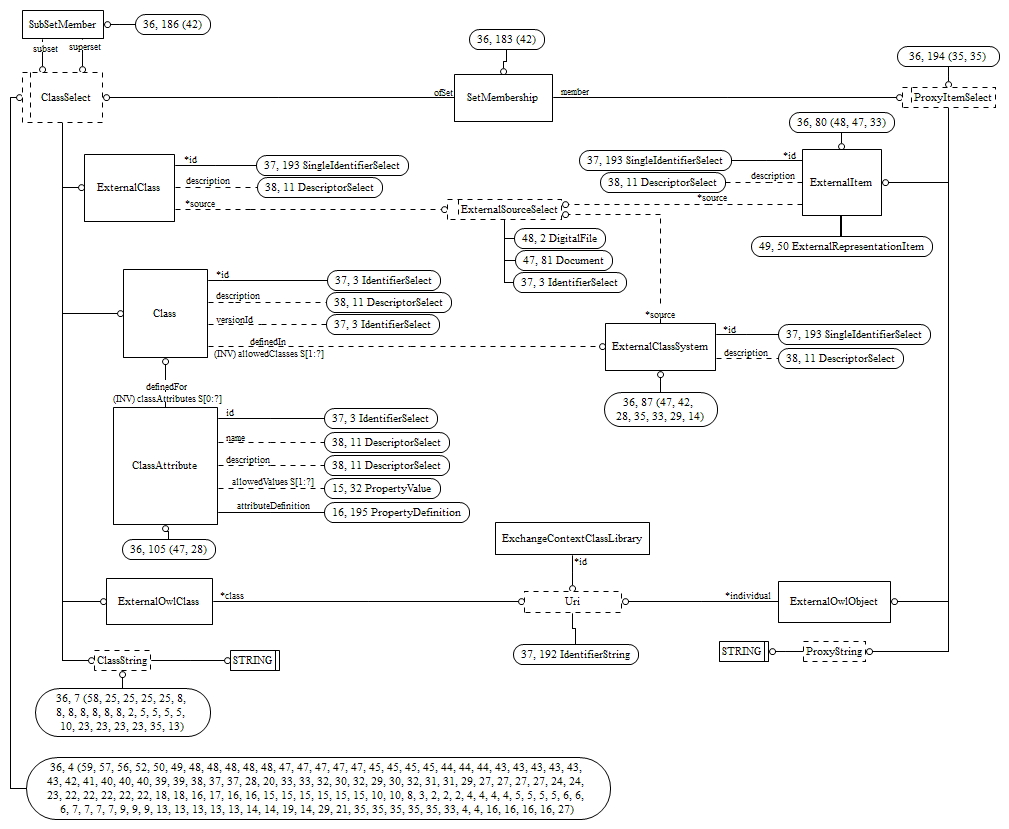 SubSetMember
36, 186 (42)
subset
superset
36, 183 (42)
36, 194 (35, 35)
ClassSelect
ofSet
SetMembership
member
ProxyItemSelect
36, 80 (48, 47, 33)
ExternalClass
*id
37, 193 SingleIdentifierSelect
description
38, 11 DescriptorSelect
*source
37, 193 SingleIdentifierSelect
*id
38, 11 DescriptorSelect
description
*source
ExternalItem
ExternalSourceSelect
48, 2 DigitalFile
47, 81 Document
37, 3 IdentifierSelect
49, 50 ExternalRepresentationItem
Class
*id
37, 3 IdentifierSelect
description
38, 11 DescriptorSelect
versionId
37, 3 IdentifierSelect
definedIn
(INV) allowedClasses S[1:?]
*source
ExternalClassSystem
*id
37, 193 SingleIdentifierSelect
description
38, 11 DescriptorSelect
36, 87 (47, 42,
28, 35, 33, 29, 14)
definedFor
(INV) classAttributes S[0:?]
ClassAttribute
id
37, 3 IdentifierSelect
name
38, 11 DescriptorSelect
description
38, 11 DescriptorSelect
allowedValues S[1:?]
15, 32 PropertyValue
attributeDefinition
16, 195 PropertyDefinition
36, 105 (47, 28)
ExchangeContextClassLibrary
*id
ExternalOwlClass
*class
Uri
*individual
ExternalOwlObject
37, 192 IdentifierString
ClassString
STRING
STRING
ProxyString
36, 7 (58, 25, 25, 25, 25, 8,
8, 8, 8, 8, 8, 8, 2, 5, 5, 5, 5,
10, 23, 23, 23, 23, 35, 13)
36, 4 (59, 57, 56, 52, 50, 49, 48, 48, 48, 48, 48, 47, 47, 47, 47, 47, 45, 45, 45, 45, 44, 44, 44, 43, 43, 43, 43, 43,
43, 42, 41, 40, 40, 40, 39, 39, 38, 37, 37, 28, 20, 33, 33, 32, 30, 32, 29, 30, 32, 31, 31, 29, 27, 27, 27, 27, 24, 24,
23, 22, 22, 22, 22, 22, 18, 18, 16, 17, 16, 16, 15, 15, 15, 15, 15, 15, 10, 10, 8, 3, 2, 2, 2, 4, 4, 4, 4, 5, 5, 5, 5, 6, 6,
6, 7, 7, 7, 7, 9, 9, 9, 13, 13, 13, 13, 13, 14, 14, 19, 14, 29, 21, 35, 35, 35, 35, 35, 33, 4, 4, 16, 16, 16, 16, 27)